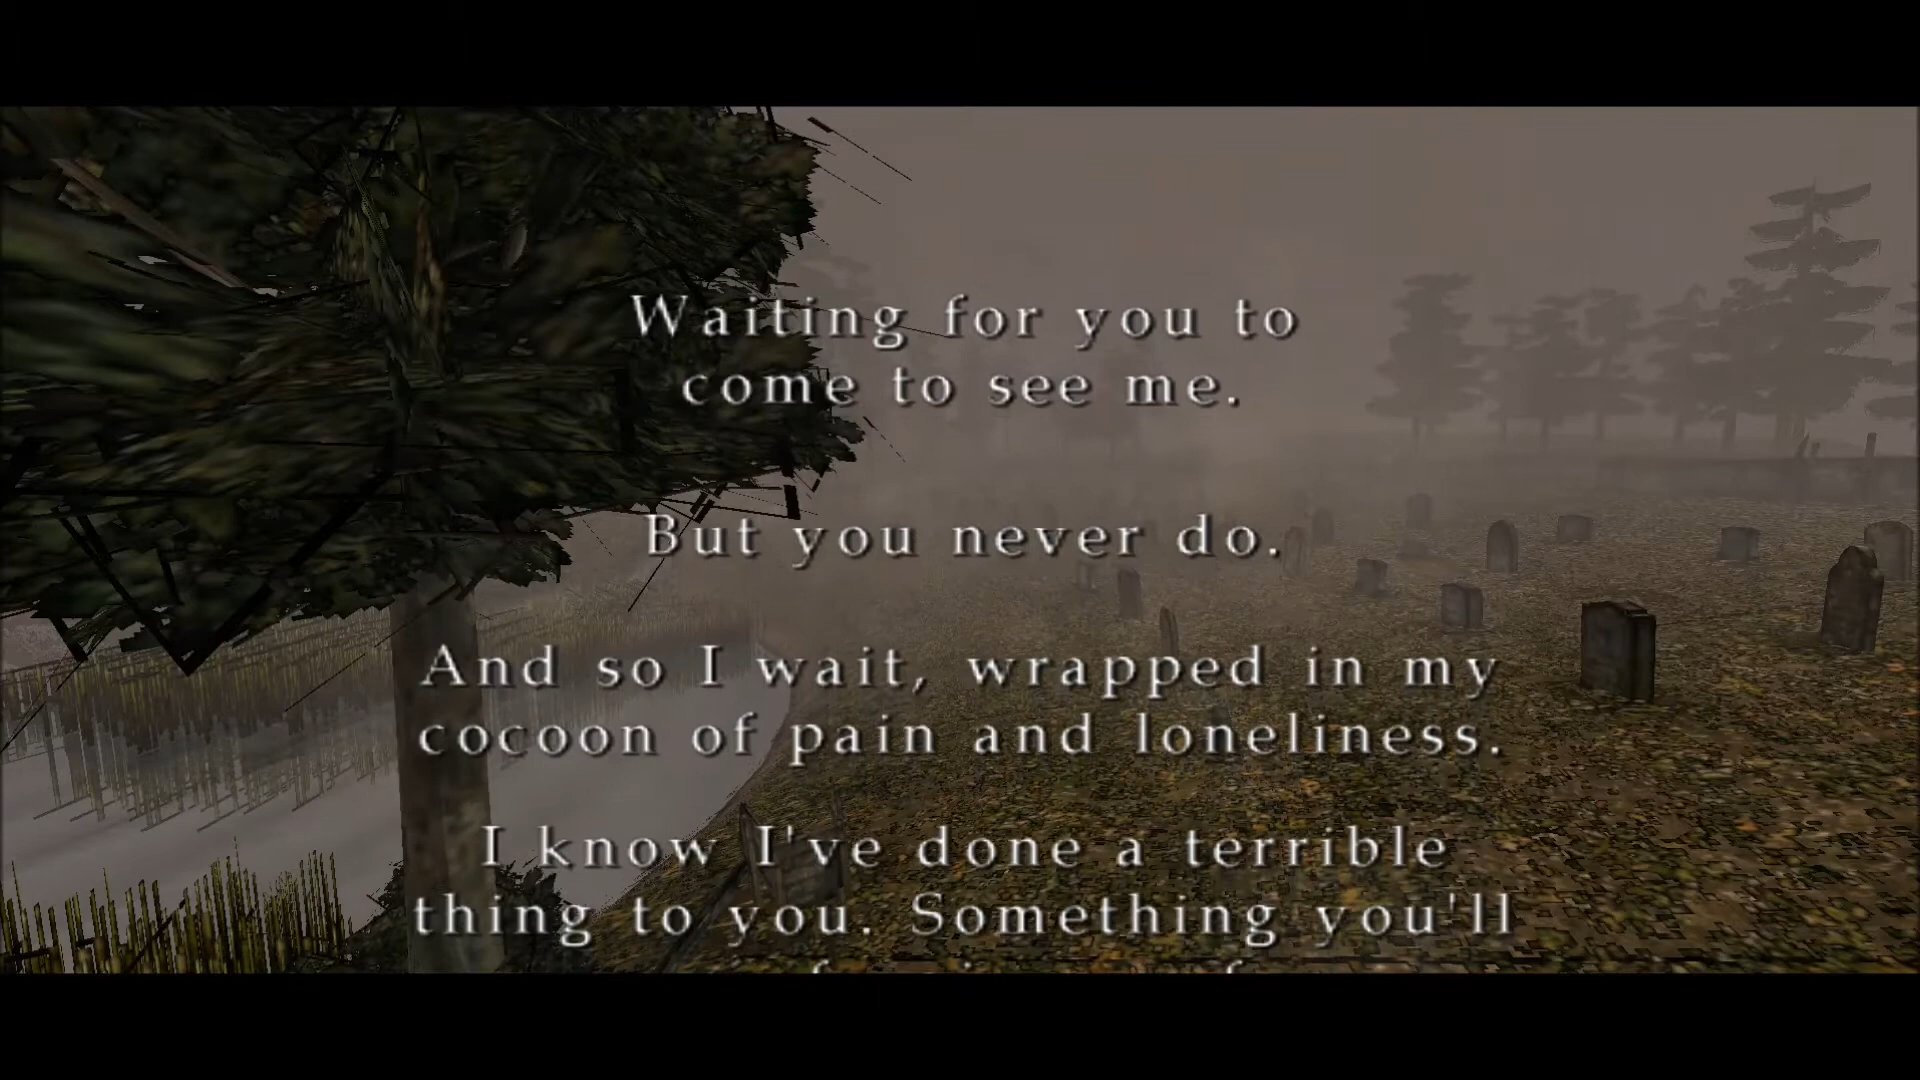 Waiting for you to
come to see me.
But you never do.
And so I wait, wrapped in my
cocoon of pain and loneliness.
I know I've done a terrible
thing to you. Something you'll